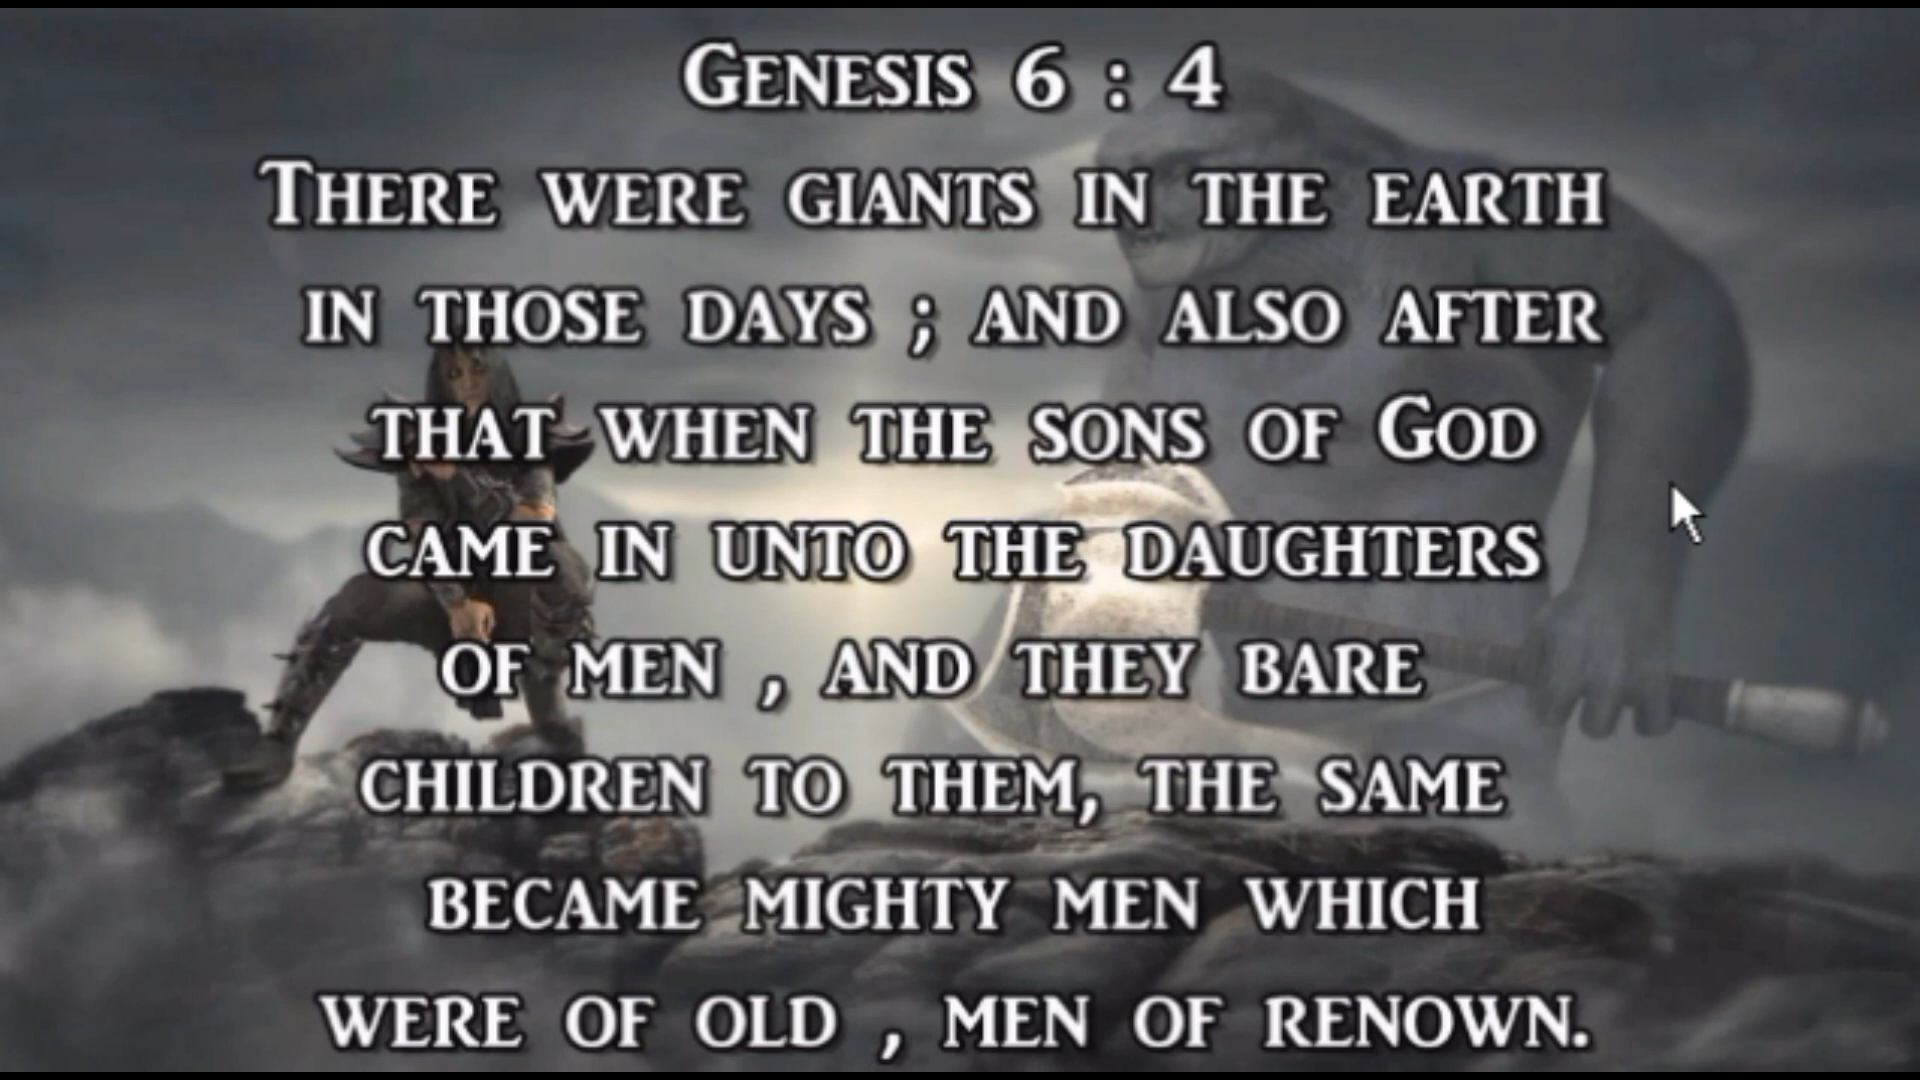 Genesis 6 : 4
There were giants in the earth
in those days ; and also after
that when the sons of God
came in unto the daughters
of men , and they bare
children to them, the same
became mighty men which
were of old , men of renown.